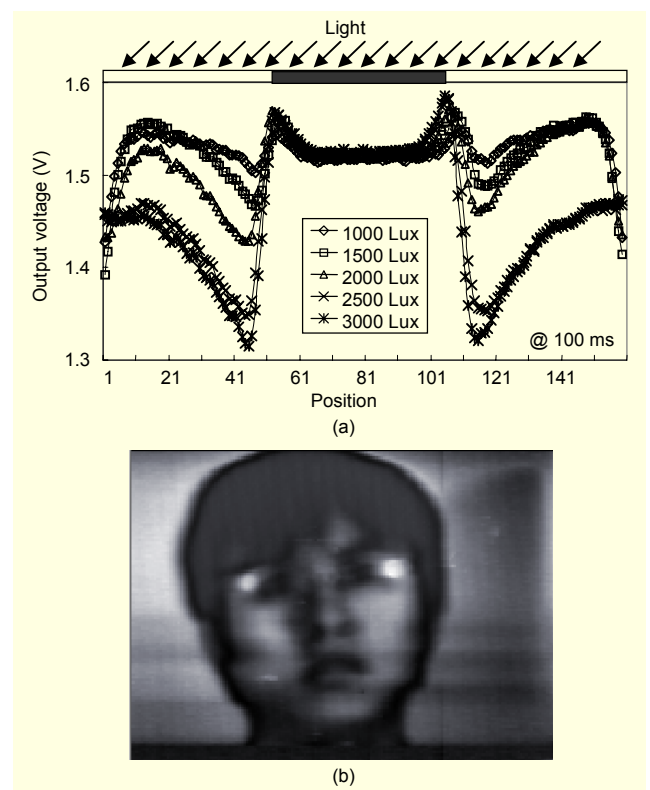 Light
1.6
1.5
1.4
1.3
Output voltage (V)
1000 Lux
1500 Lux
2000 Lux
2500 Lux
3000 Lux
@ 100 ms
1 21 41 61 81 101 121 141
Position
(a)
(b)